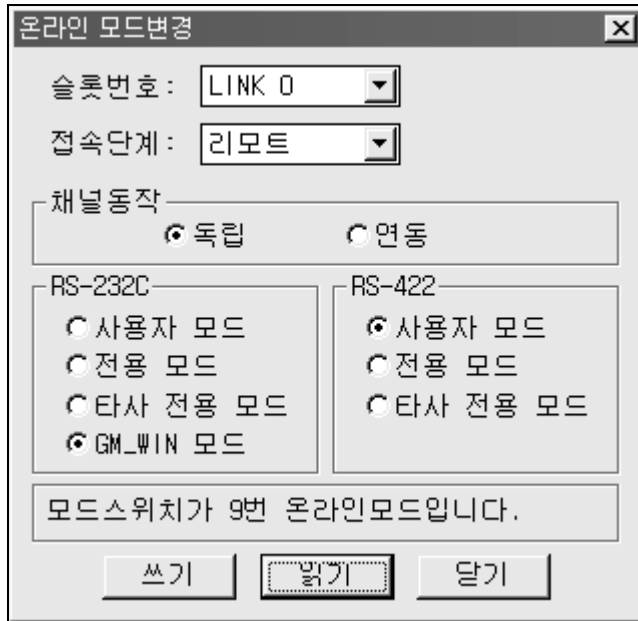 온라인 모드변경
슬롯번호: LINK 0
접속단계: 리모트
채널동작
독립 연동
RS-232C RS-422
사용자 모드 사용자 모드
전용 모드 전용 모드
타사 전용 모드 타사 전용 모드
GM_WIN 모드
모드스위치가 9번 온라인모드입니다.
쓰기 읽기 닫기